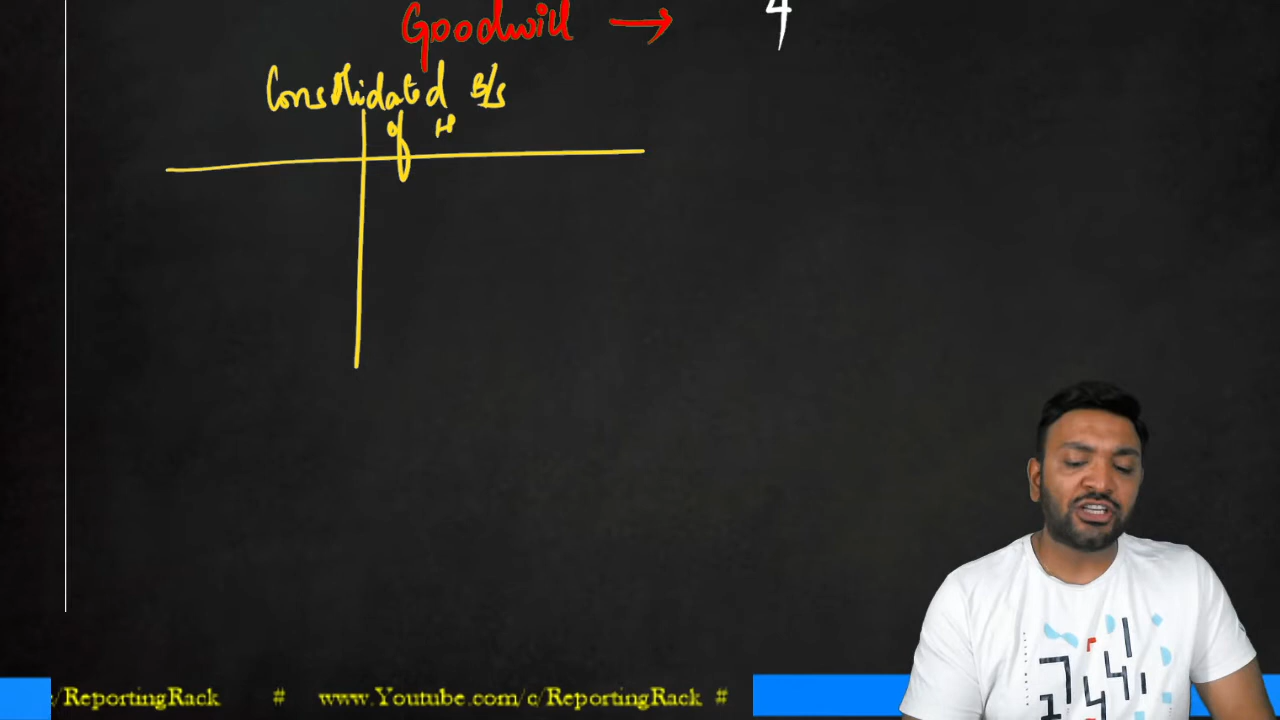 Goodwill → 4
Consolidated B/s
of H
c/ReportingRack # www.Youtube.com/c/ReportingRack #